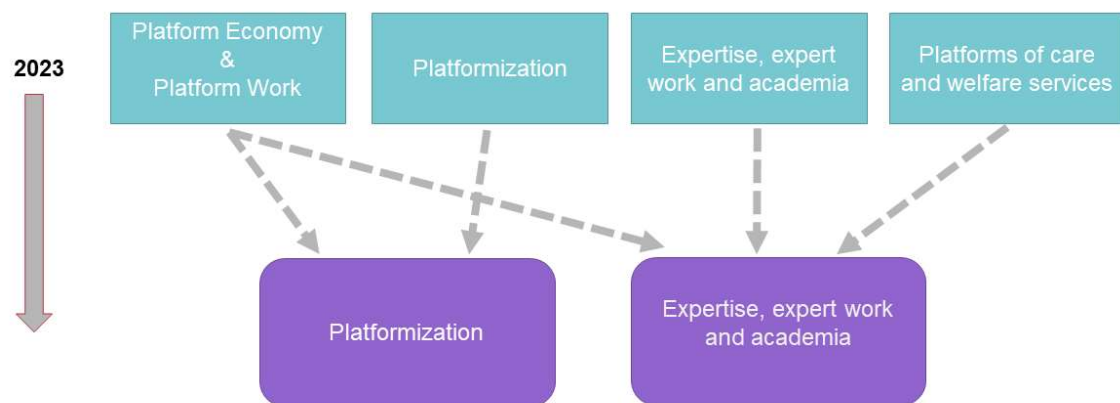 2023
Platform Economy
&
Platform Work
Platformization
Expertise, expert
work and academia
Platforms of care
and welfare services
Platformization
Expertise, expert work
and academia